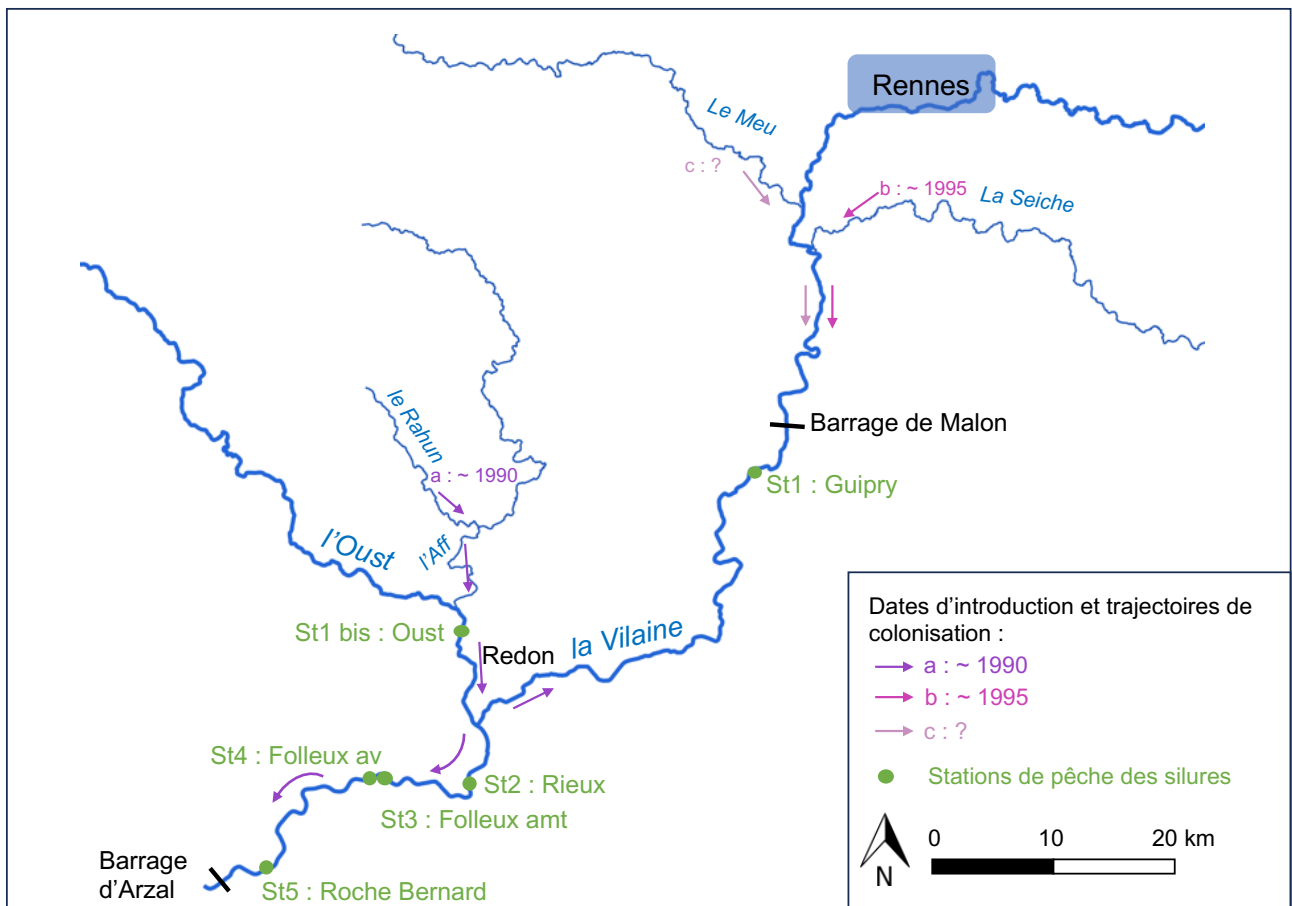 Rennes
Le Meu
c : ?
b : ~ 1995
La Seiche
Barrage de Malon
St1 : Guipry
le Rahun
a : ~ 1990
l'Aff
l'Oust
St1 bis : Oust
Redon
la Vilaine
St4 : Folleux av
St2 : Rieux
St3 : Folleux amt
Barrage
d'Arzal
St5 : Roche Bernard
Dates d'introduction et trajectoires de
colonisation :
a : ~ 1990
b : ~ 1995
c : ?
Stations de pêche des silures
0 10 20 km
N